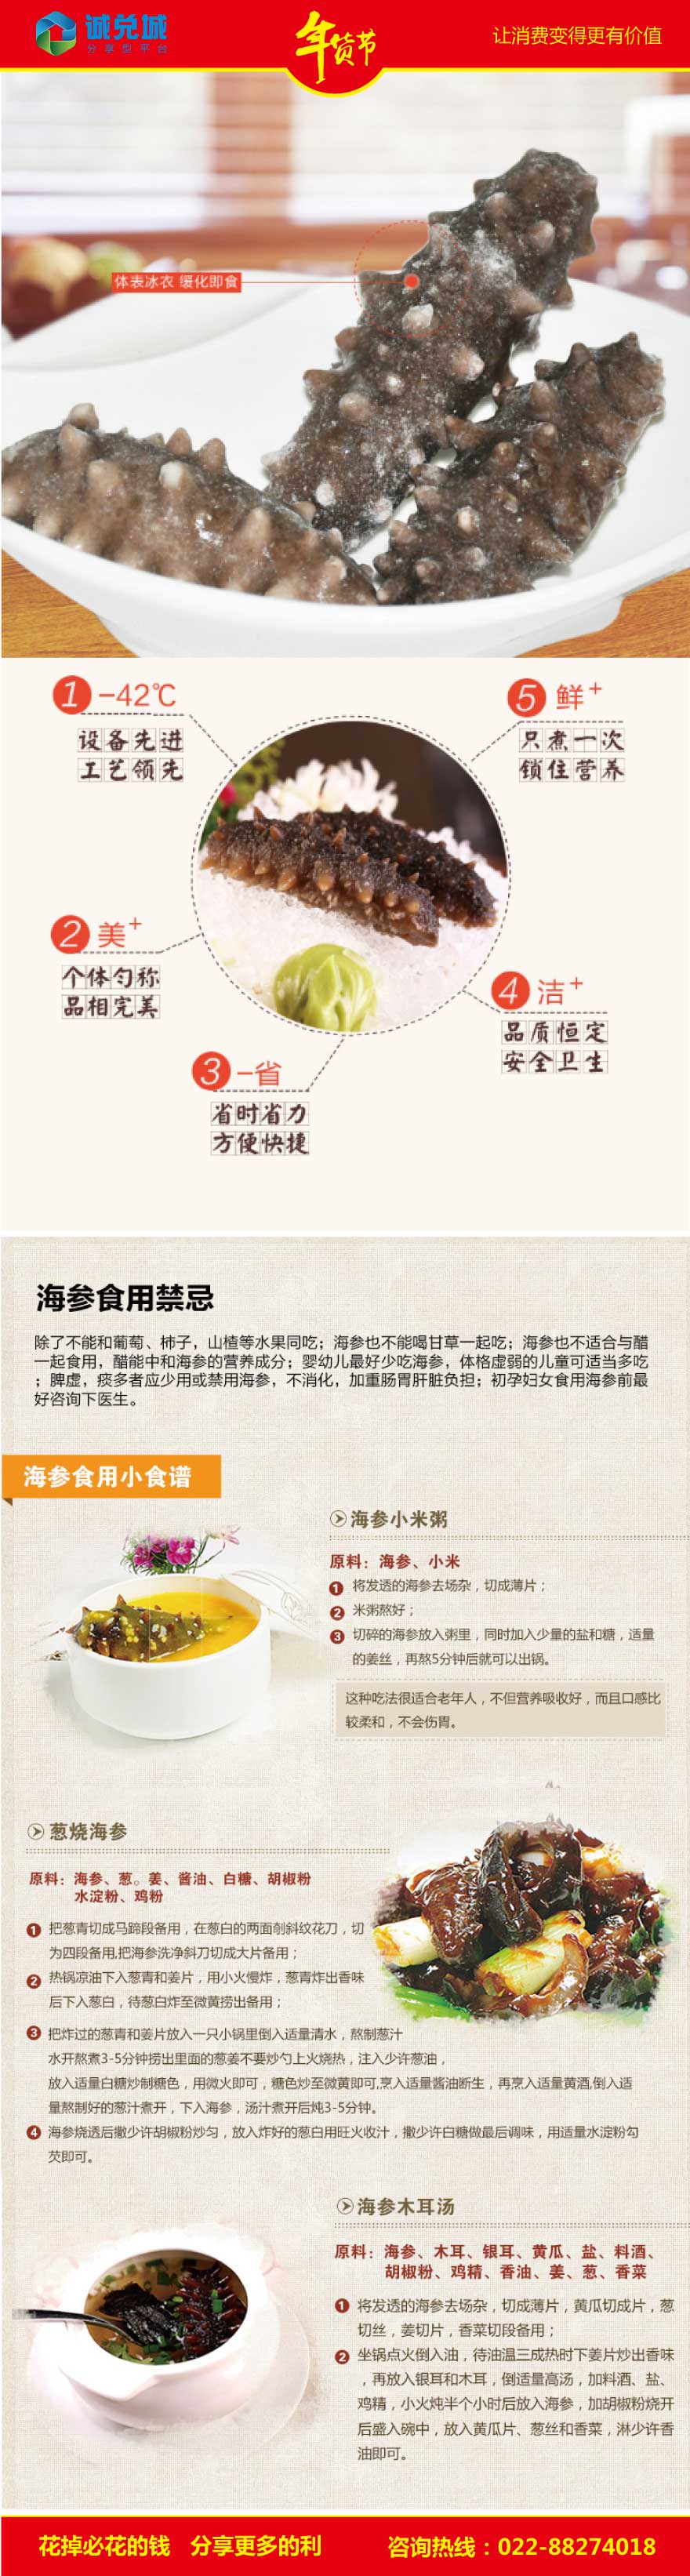 诚兑城
分享型平台
年货节
让消费变得更有价值
体表冰衣 缓化即食
1 -42℃
设备先进
工艺领先
5 鲜+
只煮一次
锁住营养
2 美+
个体匀称
品相完美
4 洁+
品质恒定
安全卫生
3 -省
省时省力
方便快捷
海参食用禁忌
除了不能和葡萄、柿子，山楂等水果同吃；海参也不能喝甘草一起吃；海参也不适合与醋
一起食用，醋能中和海参的营养成分；婴幼儿最好少吃海参，体格虚弱的儿童可适当多吃
；脾虚，痰多者应少用或禁用海参，不消化，加重肠胃肝脏负担；初孕妇女食用海参前最
好咨询下医生。
海参食用小食谱
海参小米粥
原料：海参、小米
1 将发透的海参去场杂，切成薄片；
2 米粥熬好；
3 切碎的海参放入粥里，同时加入少量的盐和糖，适量
的姜丝，再熬5分钟后就可以出锅。
这种吃法很适合老年人，不但营养吸收好，而且口感比
较柔和，不会伤胃。
葱烧海参
原料：海参、葱。姜、酱油、白糖、胡椒粉
水淀粉、鸡粉
1 把葱青切成马蹄段备用，在葱白的两面剞斜纹花刀，切
为四段备用,把海参洗净斜刀切成大片备用；
2 热锅凉油下入葱青和姜片，用小火慢炸，葱青炸出香味
后下入葱白，待葱白炸至微黄捞出备用；
3 把炸过的葱青和姜片放入一只小锅里倒入适量清水，熬制葱汁
水开熬煮3-5分钟捞出里面的葱姜不要炒勺上火烧热，注入少许葱油，
放入适量白糖炒制糖色，用微火即可，糖色炒至微黄即可,烹入适量酱油断生，再烹入适量黄酒,倒入适
量熬制好的葱汁煮开，下入海参，汤汁煮开后炖3-5分钟。
4 海参烧透后撒少许胡椒粉炒匀，放入炸好的葱白用旺火收汁，撒少许白糖做最后调味，用适量水淀粉勾
芡即可。
海参木耳汤
原料：海参、木耳、银耳、黄瓜、盐、料酒、
胡椒粉、鸡精、香油、姜、葱、香菜
1 将发透的海参去场杂，切成薄片，黄瓜切成片，葱
切丝，姜切片，香菜切段备用；
2 坐锅点火倒入油，待油温三成热时下姜片炒出香味
，再放入银耳和木耳，倒适量高汤，加料酒、盐、
鸡精，小火炖半个小时后放入海参，加胡椒粉烧开
后盛入碗中，放入黄瓜片、葱丝和香菜，淋少许香
油即可。
花掉必花的钱 分享更多的利
咨询热线：022-88274018